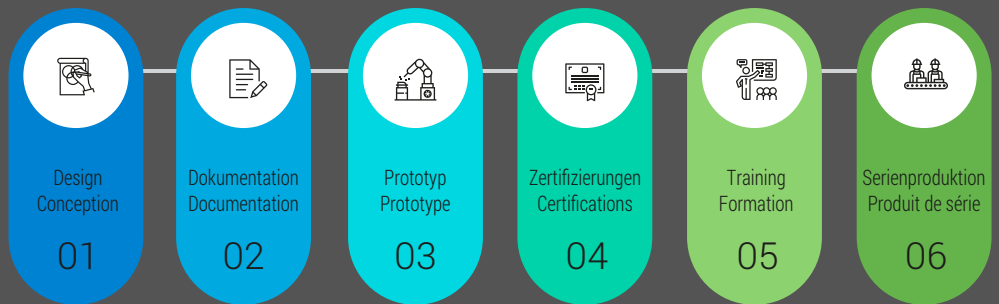 Design
Conception
01
Dokumentation
Documentation
02
Prototyp
Prototype
03
Zertifizierungen
Certifications
04
Training
Formation
05
Serienproduktion
Produit de série
06